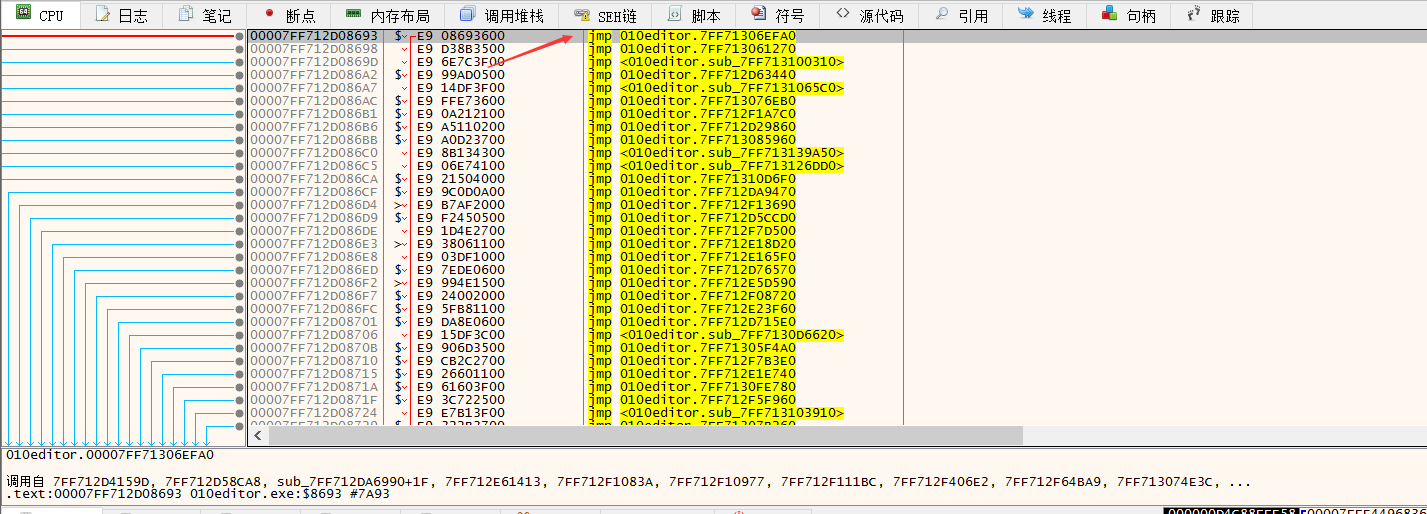 CPU 日志 笔记 断点 内存布局 调用堆栈 SEH链 脚本 符号 源代码 引用 线程 句柄 跟踪
00007FF712D08693 $ E9 08693600 jmp 010editor.7FF71306EFA0
00007FF712D08698 E9 D38B3500 jmp 010editor.7FF713061270
00007FF712D0869D E9 6E7C3F00 jmp <010editor.sub_7FF713100310>
00007FF712D086A2 $ E9 99AD0500 jmp 010editor.7FF712D63440
00007FF712D086A7 E9 14DF3F00 jmp <010editor.sub_7FF7131065C0>
00007FF712D086AC $ E9 FFE73600 jmp 010editor.7FF713076EB0
00007FF712D086B1 E9 0A212100 jmp 010editor.7FF712F1A7C0
00007FF712D086B6 $ E9 A5110200 jmp 010editor.7FF712D29860
00007FF712D086BB $ E9 A0D23700 jmp 010editor.7FF713085960
00007FF712D086C0 E9 8B134300 jmp <010editor.sub_7FF713139A50>
00007FF712D086C5 E9 06E74100 jmp <010editor.sub_7FF713126DD0>
00007FF712D086CA $ E9 21504000 jmp 010editor.7FF71310D6F0
00007FF712D086CF $ E9 9C0D0A00 jmp 010editor.7FF712DA9470
00007FF712D086D4 > E9 B7AF2000 jmp 010editor.7FF712F13690
00007FF712D086D9 $ E9 F2450500 jmp 010editor.7FF712D5CCD0
00007FF712D086DE E9 1D4E2700 jmp 010editor.7FF712F7D500
00007FF712D086E3 > E9 38061100 jmp 010editor.7FF712E18D20
00007FF712D086E8 E9 03DF1000 jmp 010editor.7FF712E165F0
00007FF712D086ED $ E9 7EDE0600 jmp 010editor.7FF712D76570
00007FF712D086F2 > E9 994E1500 jmp 010editor.7FF712E5D590
00007FF712D086F7 $ E9 24002000 jmp 010editor.7FF712F08720
00007FF712D086FC $ E9 5FB81100 jmp 010editor.7FF712E23F60
00007FF712D08701 $ E9 DA8E0600 jmp 010editor.7FF712D715E0
00007FF712D08706 E9 15DF3C00 jmp <010editor.sub_7FF7130D6620>
00007FF712D0870B $ E9 906D3500 jmp 010editor.7FF71305F4A0
00007FF712D08710 $ E9 CB2C2700 jmp 010editor.7FF712F7B3E0
00007FF712D08715 $ E9 26601100 jmp 010editor.7FF712E1E740
00007FF712D0871A $ E9 61603F00 jmp 010editor.7FF7130FE780
00007FF712D0871F $ E9 3C722500 jmp 010editor.7FF712F5F960
00007FF712D08724 E9 E7B13F00 jmp <010editor.sub_7FF713103910>
010editor.00007FF71306EFA0
调用自 7FF712D4159D, 7FF712D58CA8, sub_7FF712DA6990+1F, 7FF712E61413, 7FF712F1083A, 7FF712F10977, 7FF712F111BC, 7FF712F406E2, 7FF712F64BA9, 7FF713074E3C, ...
.text:00007FF712D08693 010editor.exe:$8693 #7A93